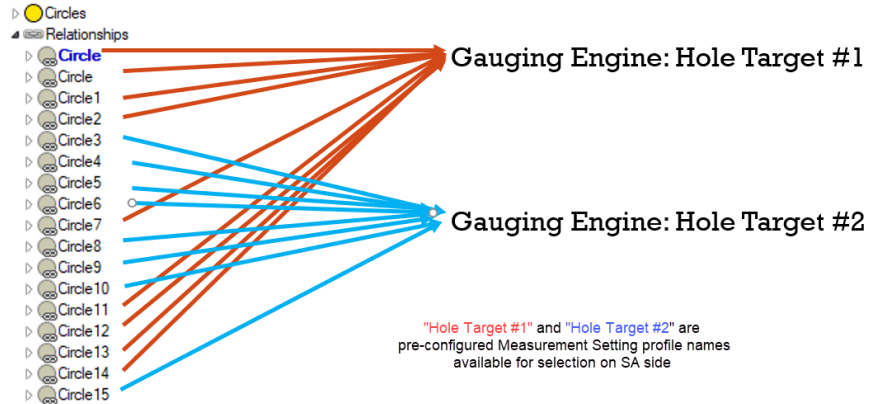 Circles
Relationships
Circle
Circle
Circle1
Circle2
Circle3
Circle4
Circle5
Circle6
Circle7
Circle8
Circle9
Circle10
Circle11
Circle12
Circle13
Circle14
Circle15
Gauging Engine: Hole Target #1
Gauging Engine: Hole Target #2
"Hole Target #1" and "Hole Target #2" are
pre-configured Measurement Setting profile names
available for selection on SA side